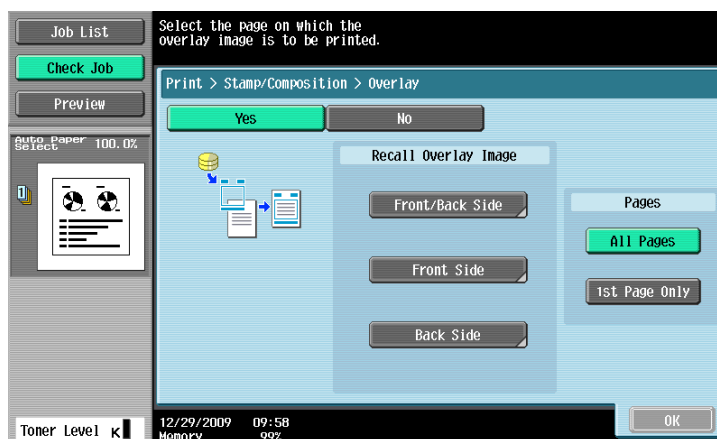 Job List
Check Job
Preview
Auto Paper
Select
100.0%
1
Toner Level K
Select the page on which the
overlay image is to be printed.
Print > Stamp/Composition > Overlay
Yes
No
Recall Overlay Image
Front/Back Side
Front Side
Back Side
Pages
All Pages
1st Page Only
12/29/2009 09:58
Memory 99%
OK